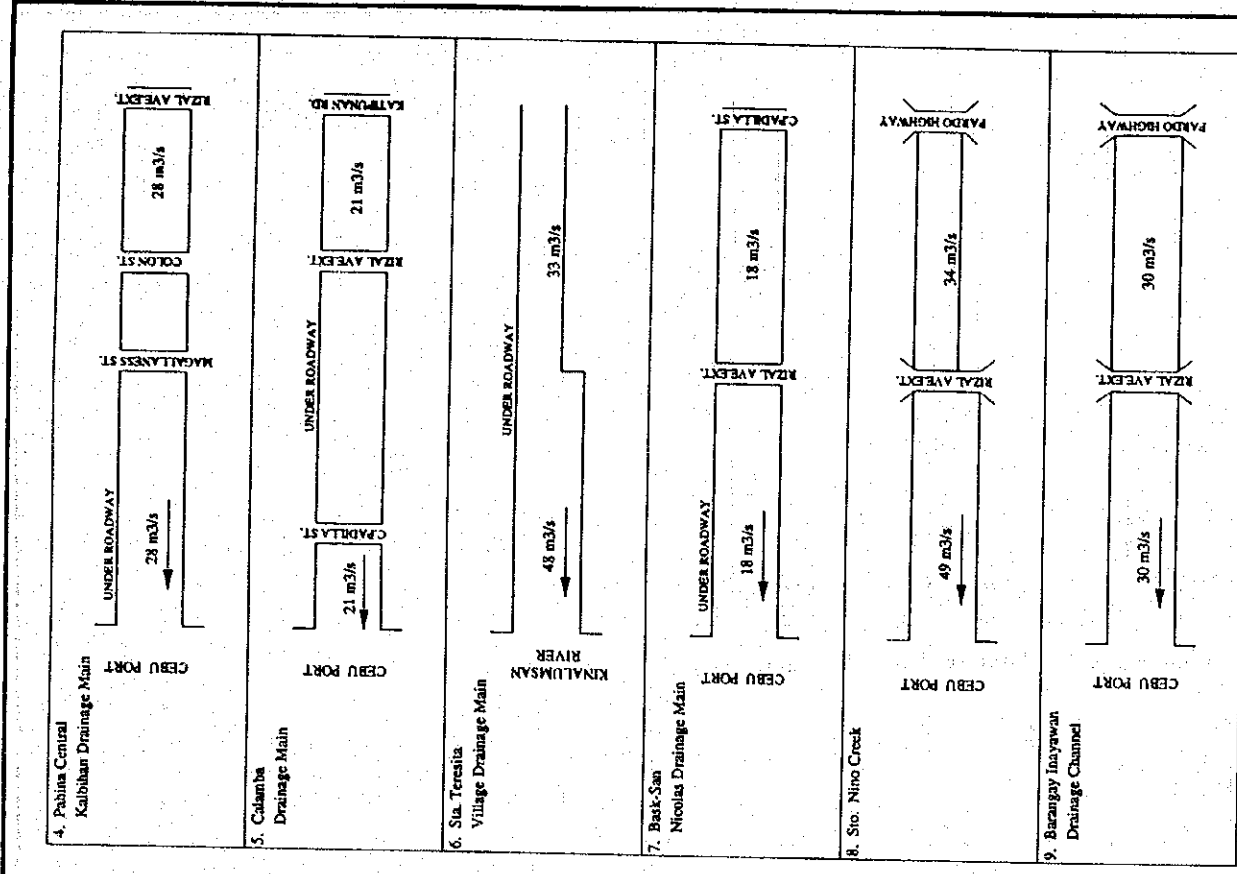 4. Pahina Central
Kalbihan Drainage Main
CEBU PORT
UNDER ROADWAY
28 m3/s
MAGALLANESS ST.
COLON ST.
28 m3/s
RIZAL AVE.EXT.
5. Calamba
Drainage Main
CEBU PORT
21 m3/s
C.PADILLA ST.
UNDER ROADWAY
RIZAL AVE.EXT.
21 m3/s
KATIPUNAN RD.
6. Sta. Teresita
Village Drainage Main
KINALUMSAN
RIVER
48 m3/s
UNDER ROADWAY
33 m3/s
7. Bask-San
Nicolas Drainage Main
CEBU PORT
UNDER ROADWAY
18 m3/s
RIZAL AVE.EXT.
18 m3/s
C.PADILLA ST.
8. Sto. Nino Creek
CEBU PORT
49 m3/s
RIZAL AVE.EXT.
34 m3/s
PARDO HIGHWAY
9. Barangay Inayawan
Drainage Channel
CEBU PORT
30 m3/s
RIZAL AVE.EXT.
30 m3/s
PARDO HIGHWAY